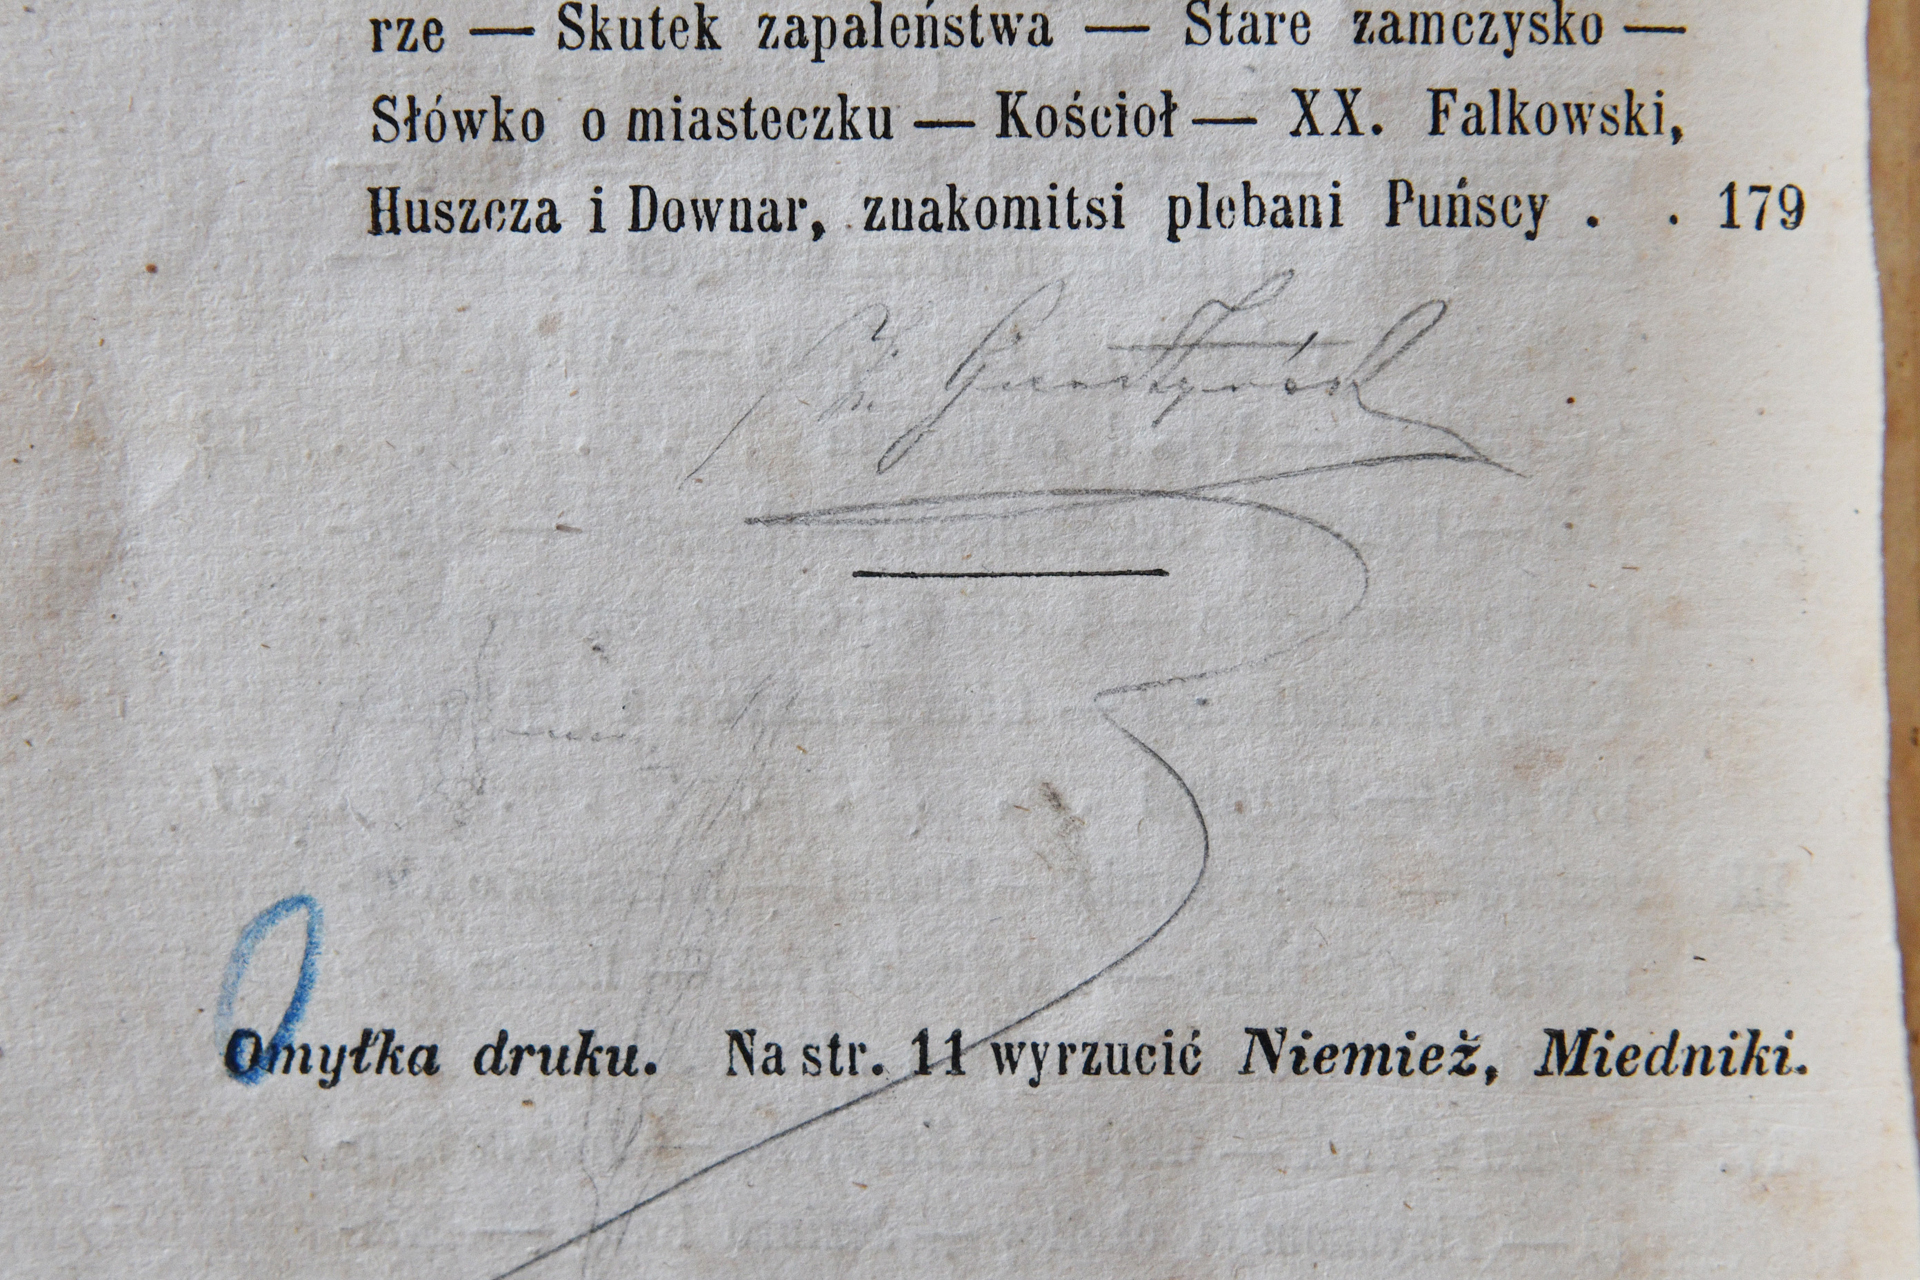 rze — Skutek zapaleństwa — Stare zamczysko —
Słówko o miasteczku — Kościoł — XX. Falkowski,
Huszcza i Downar, znakomitsi plebani Puńscy . . 179
Omyłka druku. Na str. 11 wyrzucić Niemież, Miedniki.